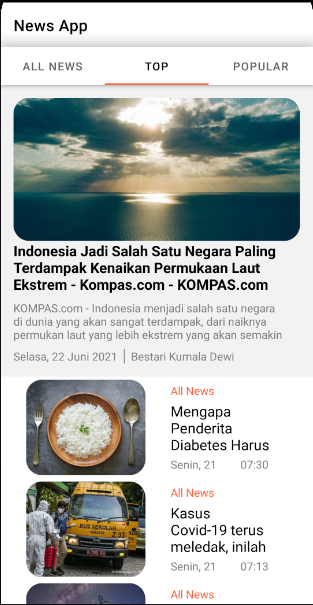 News App
ALL NEWS TOP POPULAR
Indonesia Jadi Salah Satu Negara Paling
Terdampak Kenaikan Permukaan Laut
Ekstrem - Kompas.com - KOMPAS.com
KOMPAS.com - Indonesia menjadi salah satu negara
di dunia yang akan sangat terdampak, dari naiknya
permukan laut yang lebih ekstrem yang akan semakin
Selasa, 22 Juni 2021 | Bestari Kumala Dewi
All News
Mengapa
Penderita
Diabetes Harus
Senin, 21 07:30
BUS SEKOLAH
All News
Kasus
Covid-19 terus
meledak, inilah
Senin, 21 07:13
All News